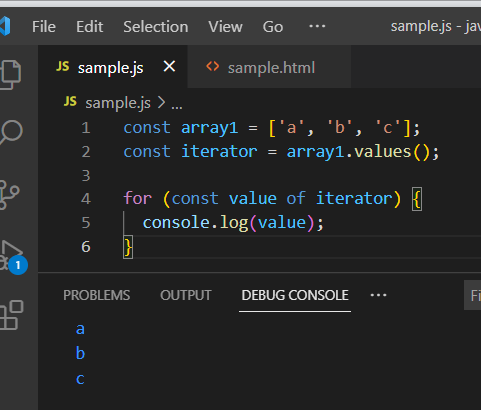 File Edit Selection View Go ··· sample.js - jav
JS sample.js × <> sample.html
JS sample.js > ...
1 const array1 = ['a', 'b', 'c'];
2 const iterator = array1.values();
3
4 for (const value of iterator) {
5 console.log(value);
6 }
1
PROBLEMS OUTPUT DEBUG CONSOLE ··· Fi
a
b
c